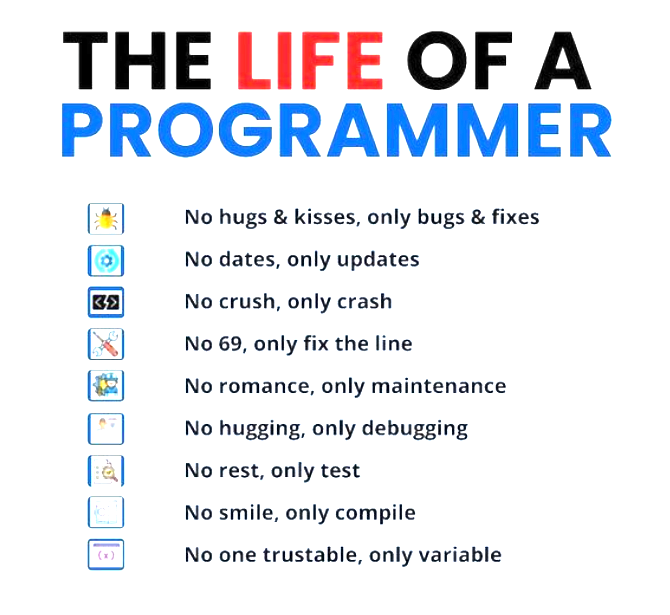 THE LIFE OF A
PROGRAMMER
No hugs & kisses, only bugs & fixes
No dates, only updates
No crush, only crash
No 69, only fix the line
No romance, only maintenance
No hugging, only debugging
No rest, only test
No smile, only compile
(x)
No one trustable, only variable